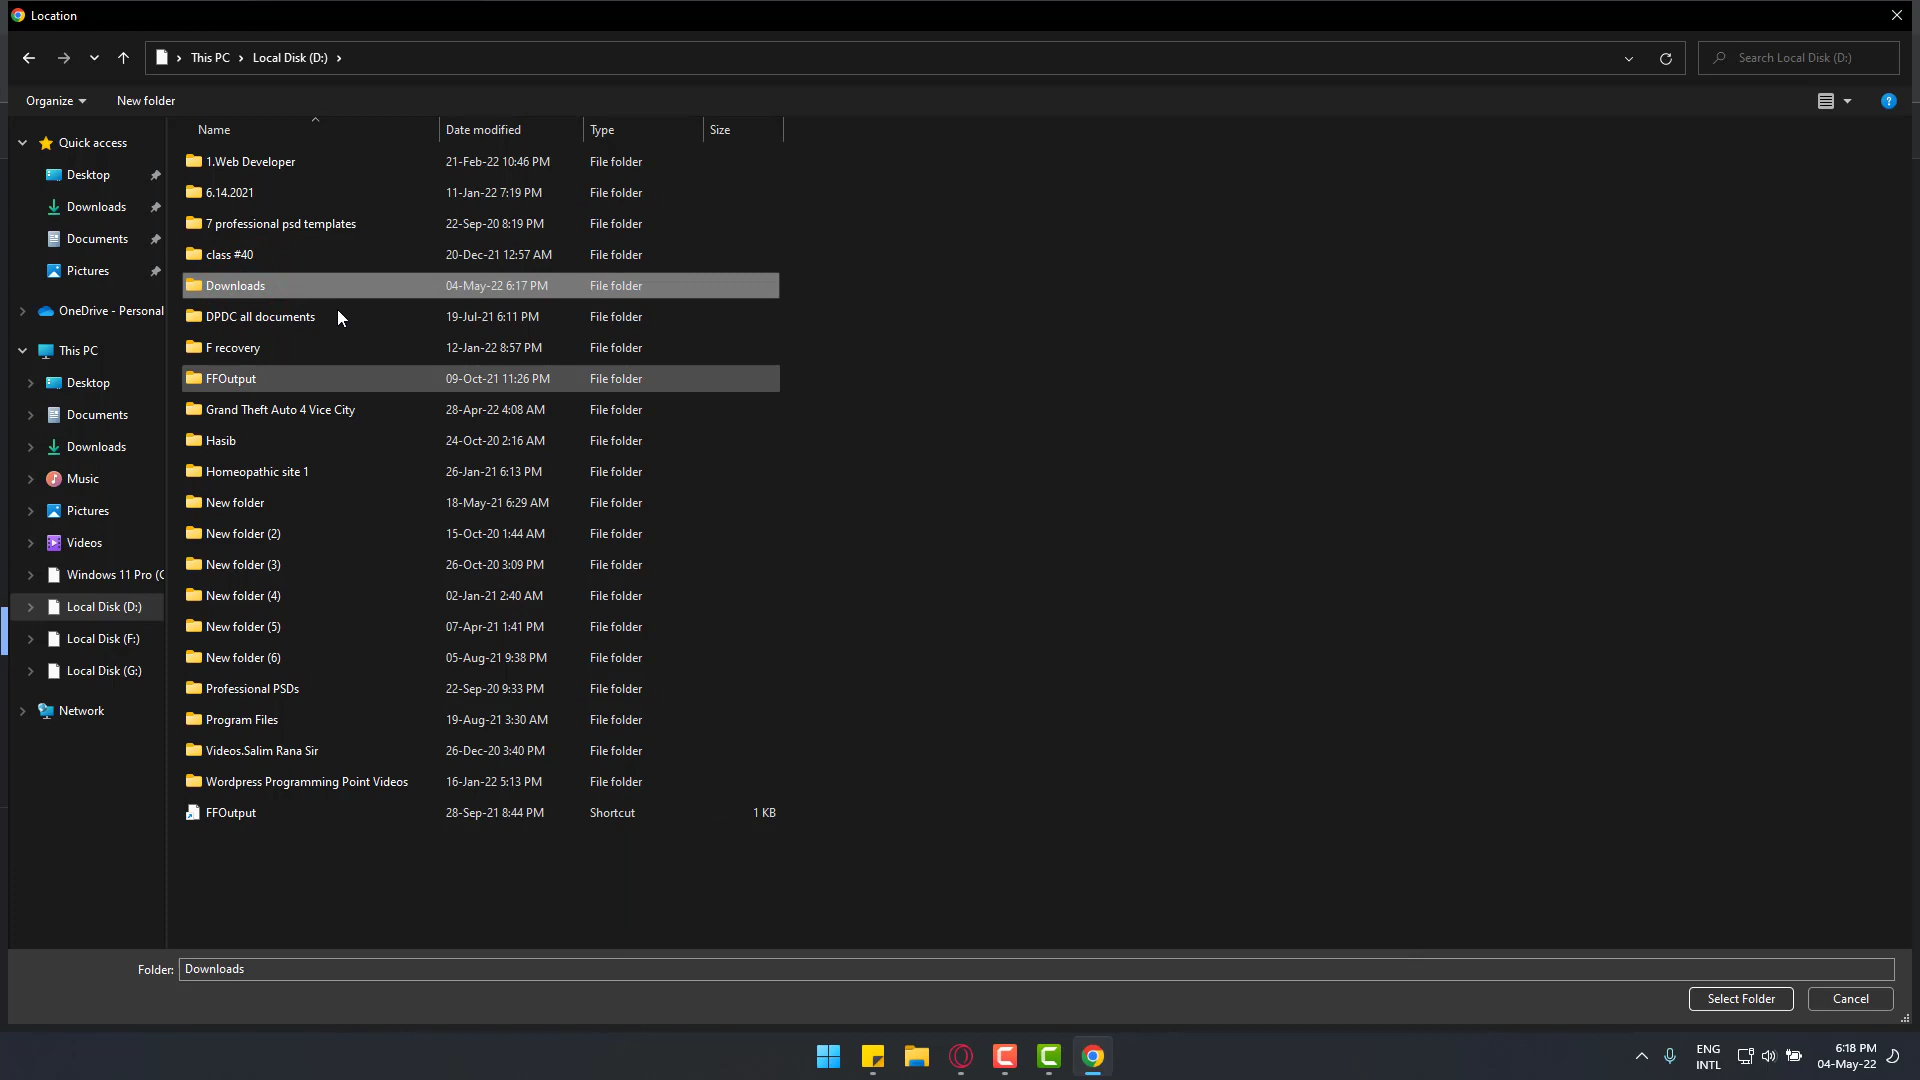 Location
This PC > Local Disk (D:) >
Search Local Disk (D:)
Organize
New folder
Name Date modified Type Size
Quick access
Desktop
Downloads
Documents
Pictures
OneDrive - Personal
This PC
Desktop
Documents
Downloads
Music
Pictures
Videos
Windows 11 Pro (C
Local Disk (D:)
Local Disk (F:)
Local Disk (G:)
Network
1.Web Developer 21-Feb-22 10:46 PM File folder
6.14.2021 11-Jan-22 7:19 PM File folder
7 professional psd templates 22-Sep-20 8:19 PM File folder
class #40 20-Dec-21 12:57 AM File folder
Downloads 04-May-22 6:17 PM File folder
DPDC all documents 19-Jul-21 6:11 PM File folder
F recovery 12-Jan-22 8:57 PM File folder
FFOutput 09-Oct-21 11:26 PM File folder
Grand Theft Auto 4 Vice City 28-Apr-22 4:08 AM File folder
Hasib 24-Oct-20 2:16 AM File folder
Homeopathic site 1 26-Jan-21 6:13 PM File folder
New folder 18-May-21 6:29 AM File folder
New folder (2) 15-Oct-20 1:44 AM File folder
New folder (3) 26-Oct-20 3:09 PM File folder
New folder (4) 02-Jan-21 2:40 AM File folder
New folder (5) 07-Apr-21 1:41 PM File folder
New folder (6) 05-Aug-21 9:38 PM File folder
Professional PSDs 22-Sep-20 9:33 PM File folder
Program Files 19-Aug-21 3:30 AM File folder
Videos.Salim Rana Sir 26-Dec-20 3:40 PM File folder
Wordpress Programming Point Videos 16-Jan-22 5:13 PM File folder
FFOutput 28-Sep-21 8:44 PM Shortcut 1 KB
Folder: Downloads
Select Folder
Cancel
ENG
INTL
6:18 PM
04-May-22